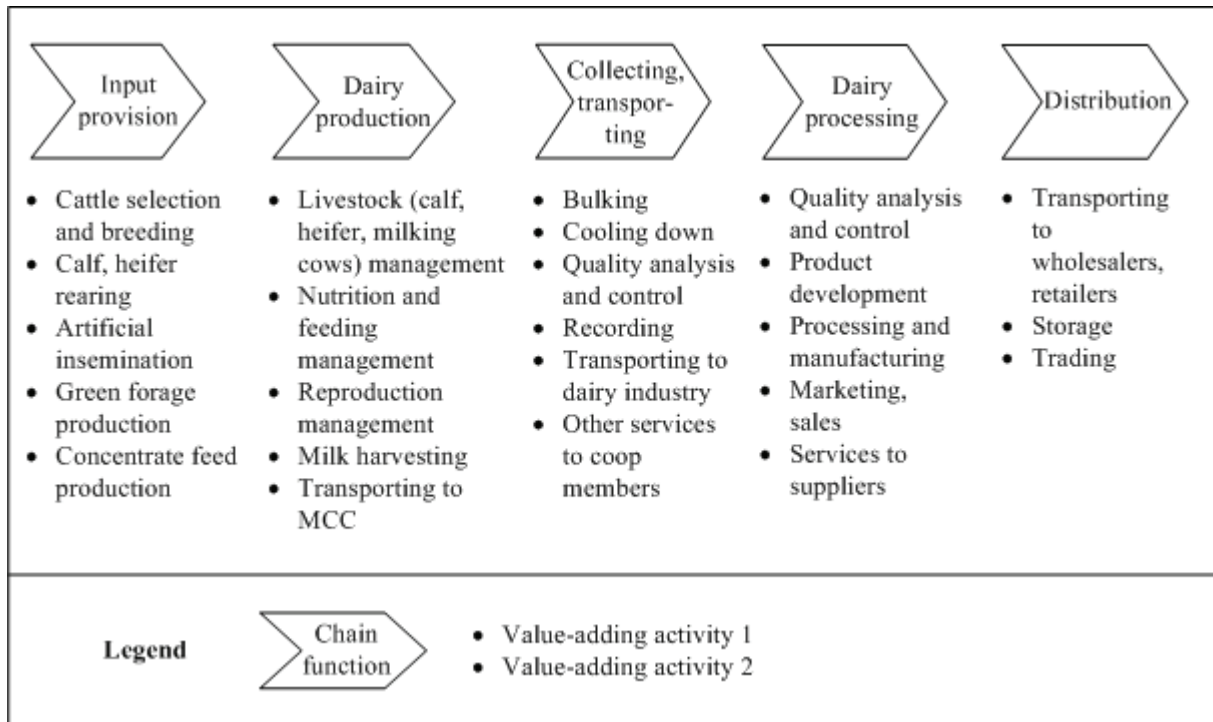 Input
provision
Dairy
production
Collecting,
transpor-
ting
Dairy
processing
Distribution
• Cattle selection
and breeding
• Calf, heifer
rearing
• Artificial
insemination
• Green forage
production
• Concentrate feed
production
• Livestock (calf,
heifer, milking
cows) management
• Nutrition and
feeding
management
• Reproduction
management
• Milk harvesting
• Transporting to
MCC
• Bulking
• Cooling down
• Quality analysis
and control
• Recording
• Transporting to
dairy industry
• Other services
to coop
members
• Quality analysis
and control
• Product
development
• Processing and
manufacturing
• Marketing,
sales
• Services to
suppliers
• Transporting
to
wholesalers,
retailers
• Storage
• Trading
Legend
Chain
function
• Value-adding activity 1
• Value-adding activity 2